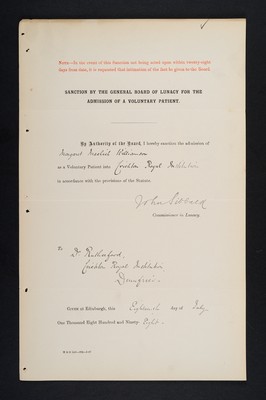 NOTE.—In the event of this Sanction not being acted upon within twenty-eight
days from date, it is requested that intimation of the fact be given to the Board.
SANCTION BY THE GENERAL BOARD OF LUNACY FOR THE
ADMISSION OF A VOLUNTARY PATIENT.
By Authority of the Board, I hereby sanction the admission of
Margaret Williamson
as a Voluntary Patient into Crichton Royal Institution
in accordance with the provisions of the Statute.
John Sibbald
Commissioner in Lunacy.
To
Dr Rutherford,
Crichton Royal Institution
Dumfries.
GIVEN at Edinburgh, this Eighteenth day of July
One Thousand Eight Hundred and Ninety-Eight.